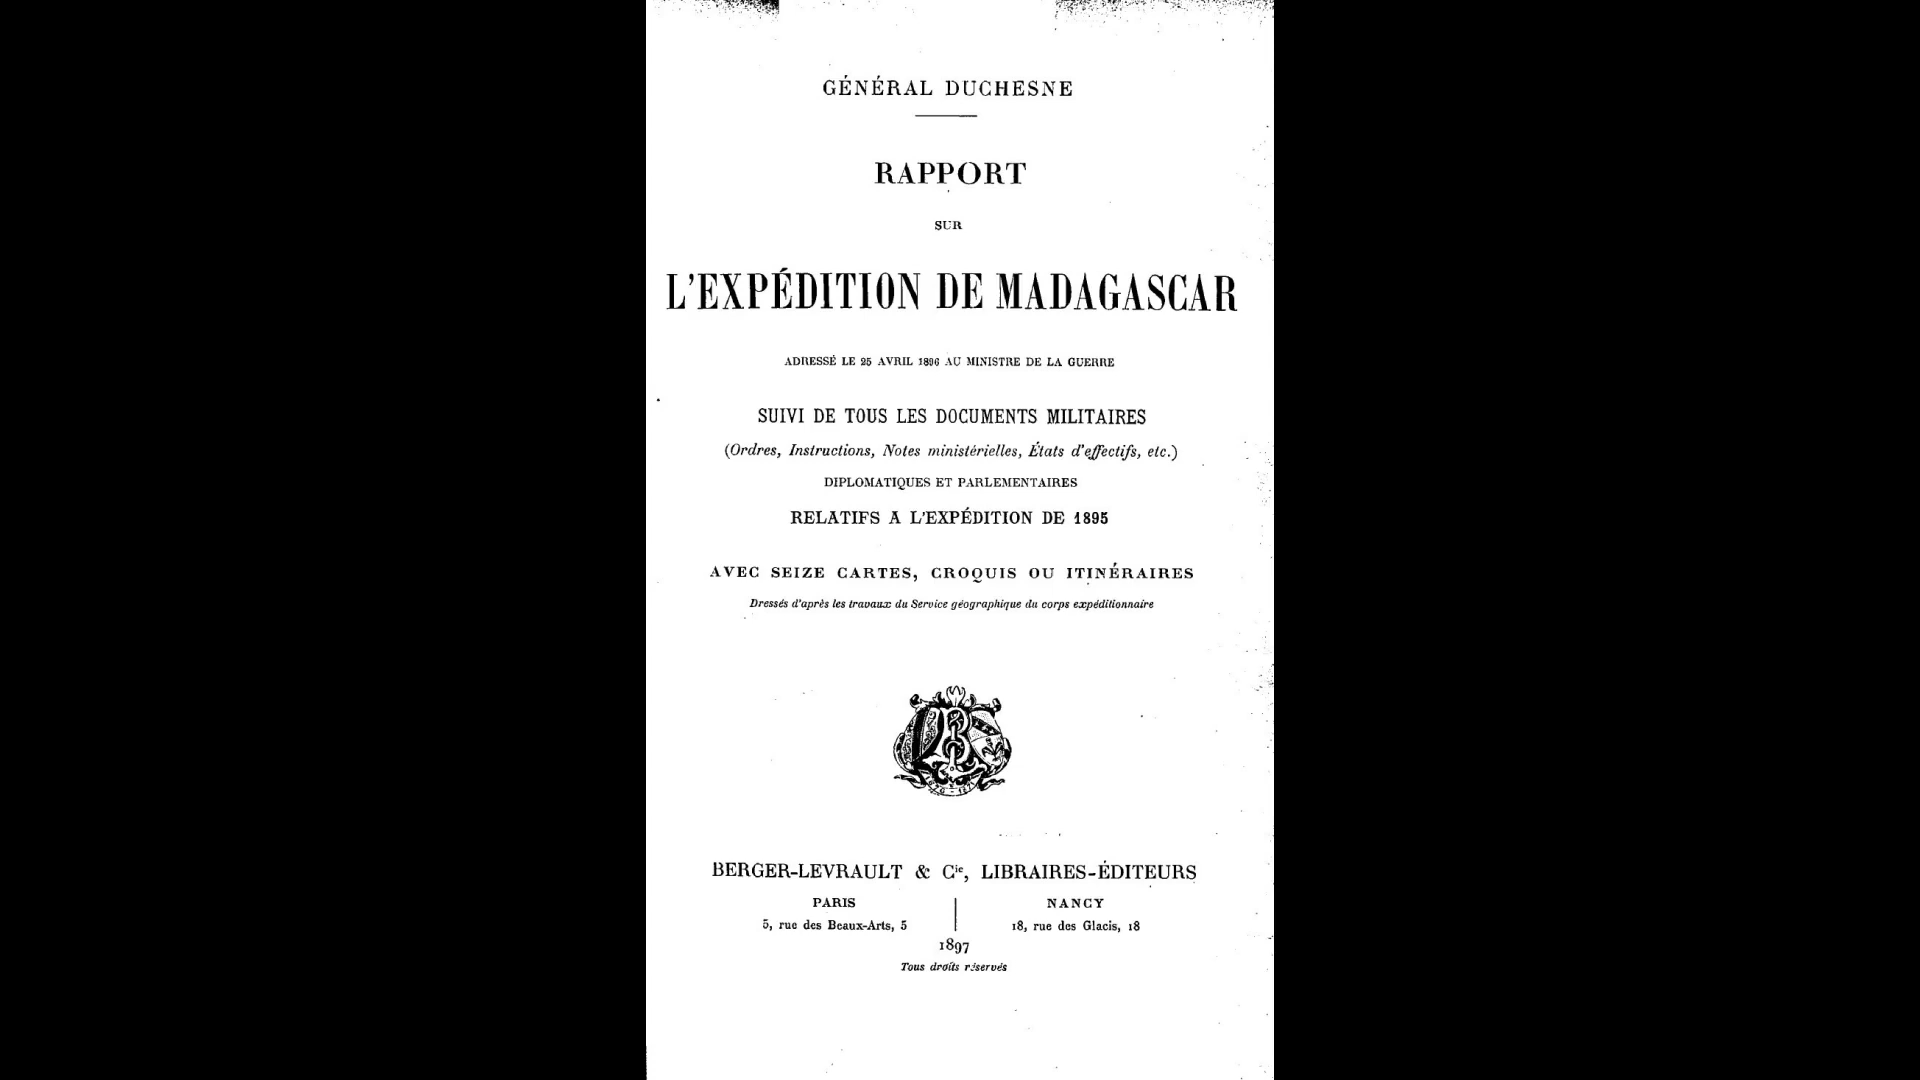 GÉNÉRAL DUCHESNE
RAPPORT
SUR
L'EXPÉDITION DE MADAGASCAR
ADRESSÉ LE 25 AVRIL 1896 AU MINISTRE DE LA GUERRE
SUIVI DE TOUS LES DOCUMENTS MILITAIRES
(Ordres, Instructions, Notes ministérielles, États d'effectifs, etc.)
DIPLOMATIQUES ET PARLEMENTAIRES
RELATIFS A L'EXPÉDITION DE 1895
AVEC SEIZE CARTES, CROQUIS OU ITINÉRAIRES
Dressés d'après les travaux du Service géographique du corps expéditionnaire
BERGER-LEVRAULT & Cie, LIBRAIRES-ÉDITEURS
PARIS
5, rue des Beaux-Arts, 5
NANCY
18, rue des Glacis, 18
1897
Tous droits réservés